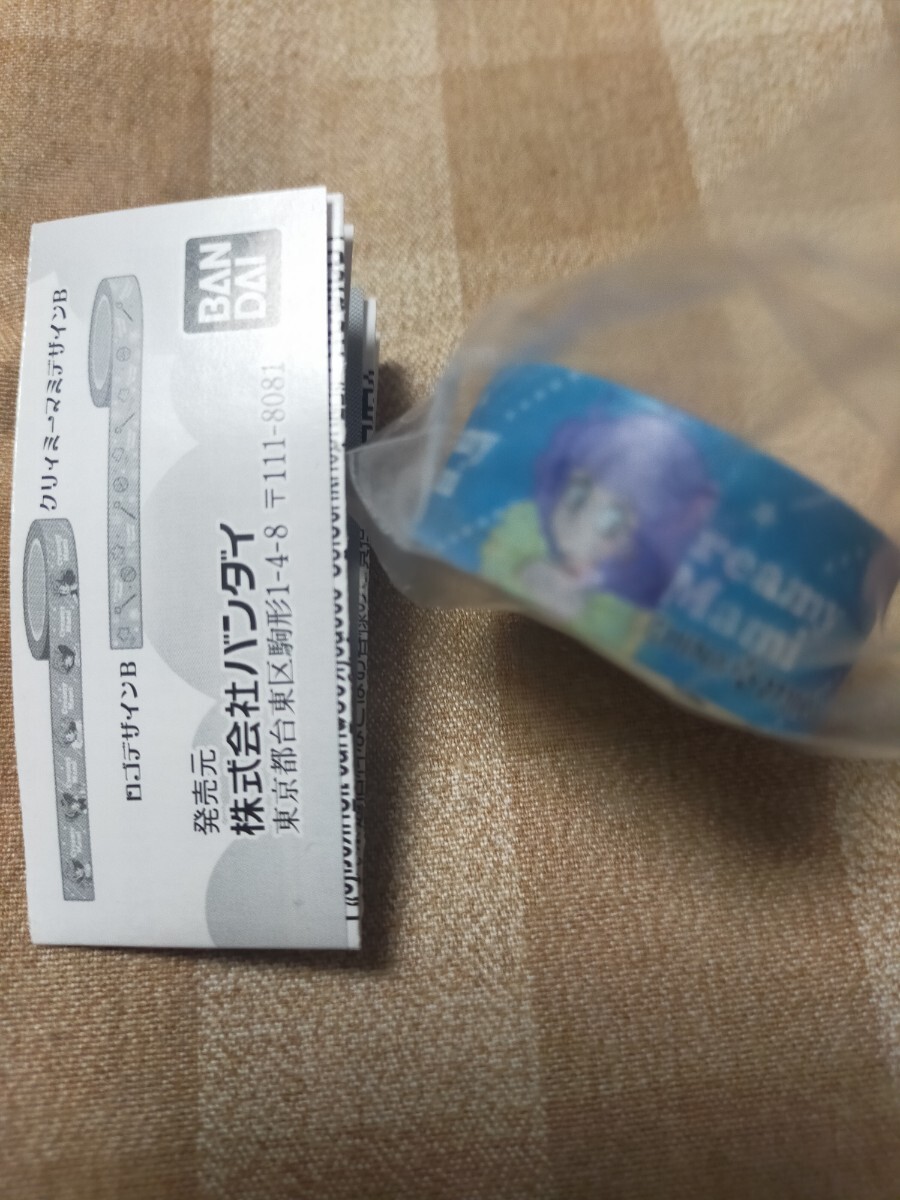 クリィミーマミデザインB
ロゴデザインB
BAN
DAI
発売元
株式会社バンダイ
東京都台東区駒形1-4-8 〒111-8081
reamy
Mami